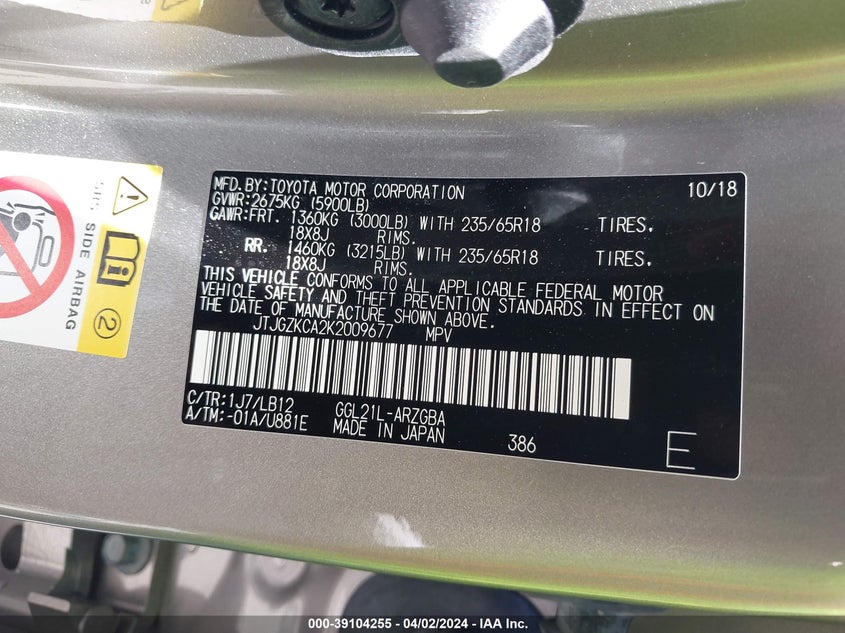 MFD.BY:TOYOTA MOTOR CORPORATION 10/18
GVWR:2675KG (5900LB)
GAWR:FRT. 1360KG (3000LB) WITH 235/65R18 TIRES.
18X8J RIMS.
RR. 1460KG (3215LB) WITH 235/65R18 TIRES.
18X8J RIMS.
THIS VEHICLE CONFORMS TO ALL APPLICABLE FEDERAL MOTOR
VEHICLE SAFETY AND THEFT PREVENTION STANDARDS IN EFFECT ON
THE DATE OF MANUFACTURE SHOWN ABOVE.
JTJGZKCA2K2009677 MPV
C/TR:1J7/LB12 GGL21L-ARZGBA
A/TM:-01A/U881E MADE IN JAPAN 386
E
SRS SIDE AIRBAG
2
000-39104255 - 04/02/2024 - IAA Inc.